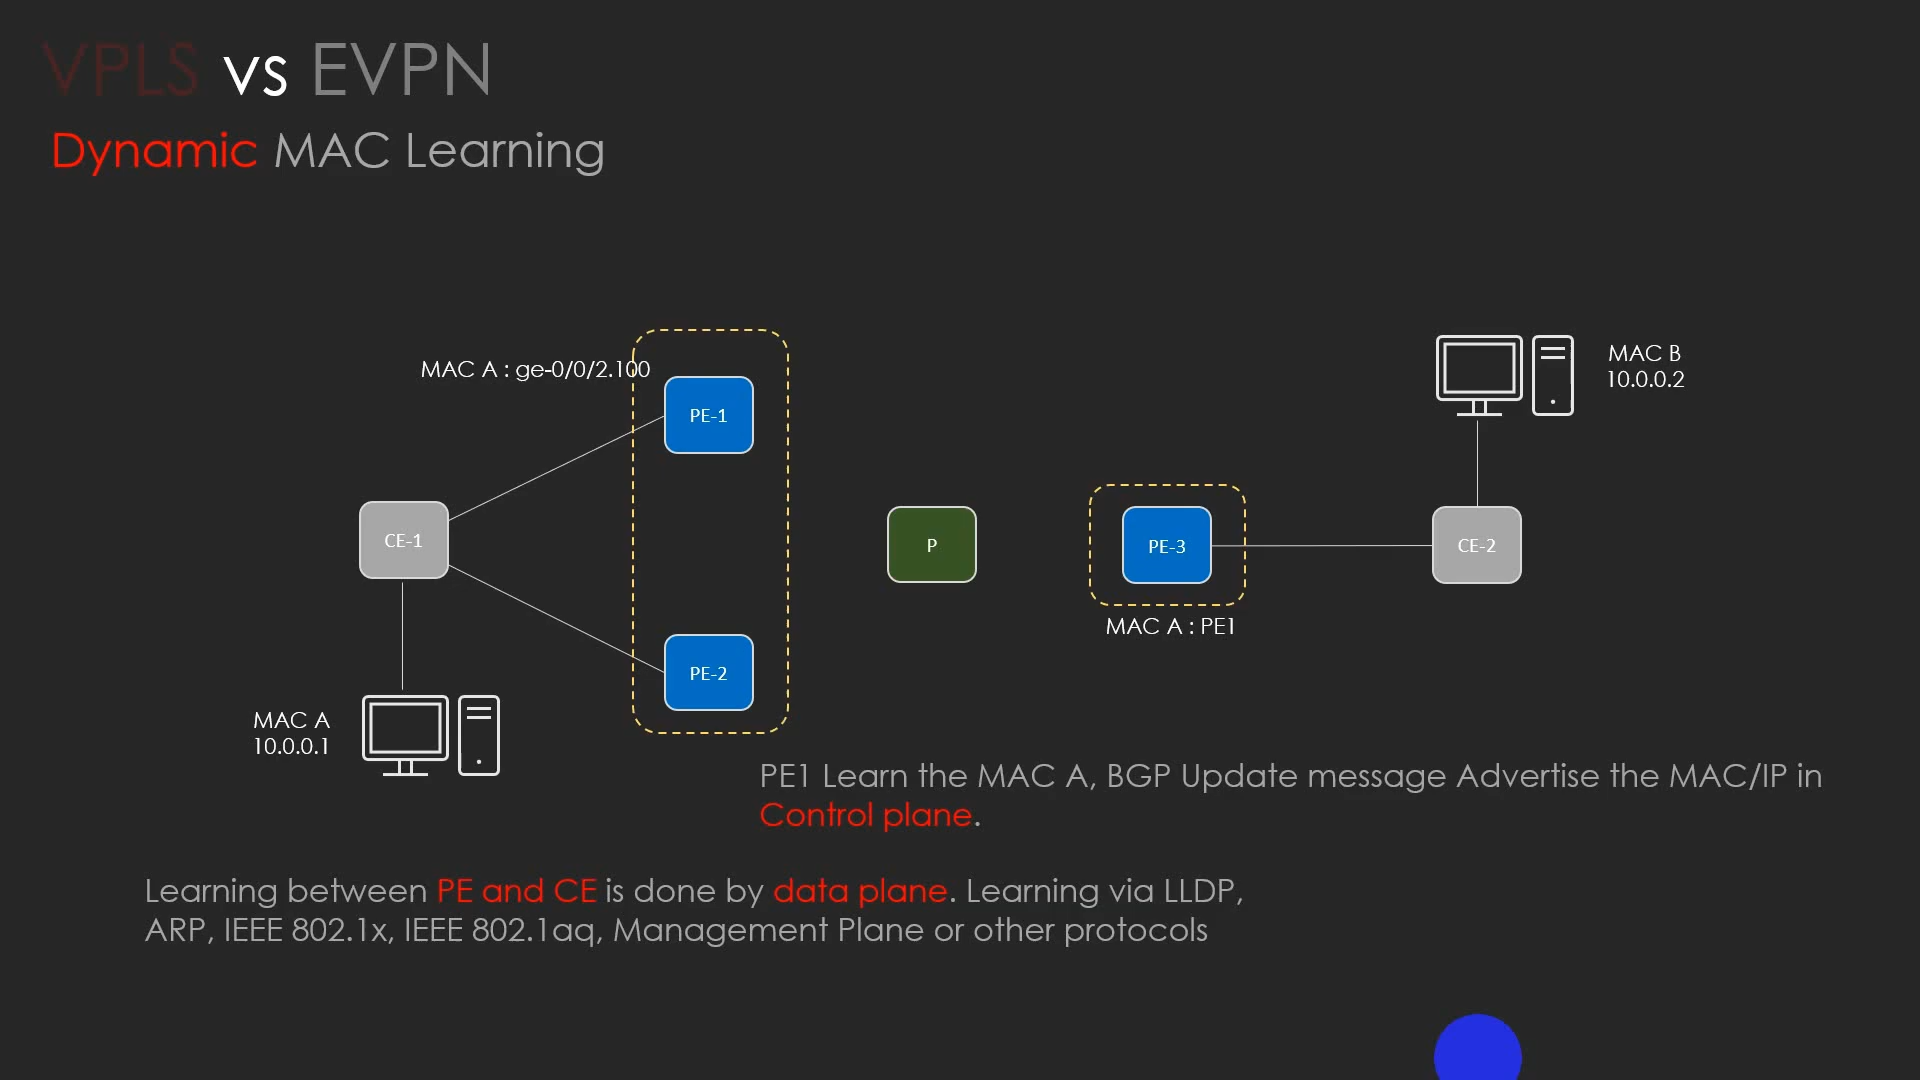 VPLS vs EVPN
Dynamic MAC Learning
MAC A : ge-0/0/2.100
PE-1
MAC B
10.0.0.2
CE-1
P
PE-3
CE-2
MAC A : PE1
PE-2
MAC A
10.0.0.1
PE1 Learn the MAC A, BGP Update message Advertise the MAC/IP in
Control plane.
Learning between PE and CE is done by data plane. Learning via LLDP,
ARP, IEEE 802.1x, IEEE 802.1aq, Management Plane or other protocols